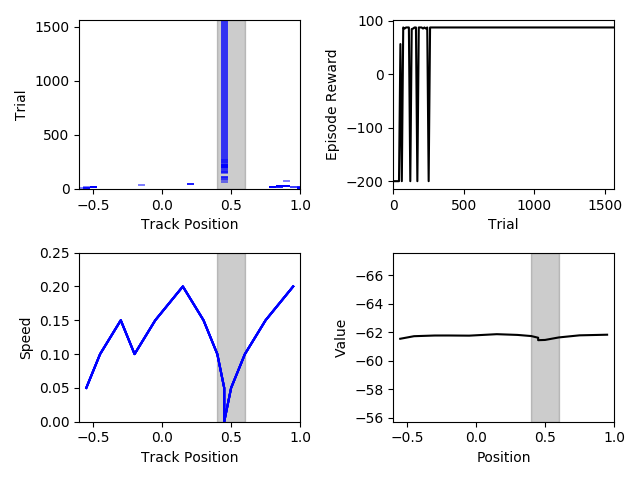 1500
1000
500
0
Trial
−0.5 0.0 0.5 1.0
Track Position
100
0
−100
−200
Episode Reward
0 500 1000 1500
Trial
0.25
0.20
0.15
0.10
0.05
0.00
Speed
−0.5 0.0 0.5 1.0
Track Position
−66
−64
−62
−60
−58
−56
Value
−0.5 0.0 0.5 1.0
Position